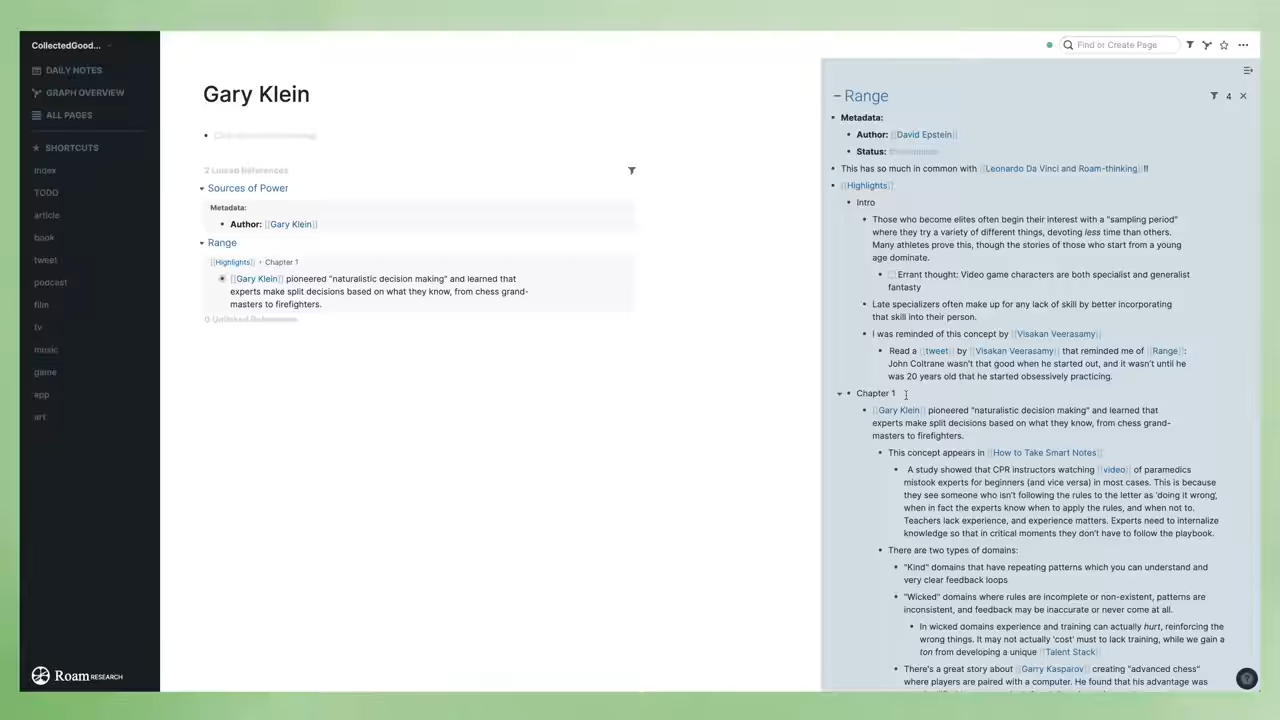 CollectedGood...
DAILY NOTES
GRAPH OVERVIEW
ALL PAGES
SHORTCUTS
index
TODO
article
book
tweet
podcast
film
tv
music
game
app
art
Roam RESEARCH
Gary Klein
2 Linked References
Sources of Power
Metadata:
Author: [[Gary Klein]]
Range
[[Highlights]] • Chapter 1
[[Gary Klein]] pioneered "naturalistic decision making" and learned that
experts make split decisions based on what they know, from chess grand-
masters to firefighters.
0 Unlinked References
Find or Create Page
Range
4
Metadata:
Author: [[David Epstein]]
Status:
This has so much in common with [[Leonardo Da Vinci and Roam-thinking]]!!
[[Highlights]]
Intro
Those who become elites often begin their interest with a "sampling period"
where they try a variety of different things, devoting less time than others.
Many athletes prove this, though the stories of those who start from a young
age dominate.
Errant thought: Video game characters are both specialist and generalist
fantasty
Late specializers often make up for any lack of skill by better incorporating
that skill into their person.
I was reminded of this concept by [[Visakan Veerasamy]]
Read a [[tweet]] by [[Visakan Veerasamy]] that reminded me of [[Range]]:
John Coltrane wasn't that good when he started out, and it wasn't until he
was 20 years old that he started obsessively practicing.
Chapter 1
[[Gary Klein]] pioneered "naturalistic decision making" and learned that
experts make split decisions based on what they know, from chess grand-
masters to firefighters.
This concept appears in [[How to Take Smart Notes]]
A study showed that CPR instructors watching [[video]] of paramedics
mistook experts for beginners (and vice versa) in most cases. This is because
they see someone who isn't following the rules to the letter as 'doing it wrong',
when in fact the experts know when to apply the rules, and when not to.
Teachers lack experience, and experience matters. Experts need to internalize
knowledge so that in critical moments they don't have to follow the playbook.
There are two types of domains:
"Kind" domains that have repeating patterns which you can understand and
very clear feedback loops
"Wicked" domains where rules are incomplete or non-existent, patterns are
inconsistent, and feedback may be inaccurate or never come at all.
In wicked domains experience and training can actually hurt, reinforcing the
wrong things. It may not actually 'cost' must to lack training, while we gain a
ton from developing a unique [[Talent Stack]]
There's a great story about [[Garry Kasparov]] creating "advanced chess"
where players are paired with a computer. He found that his advantage was